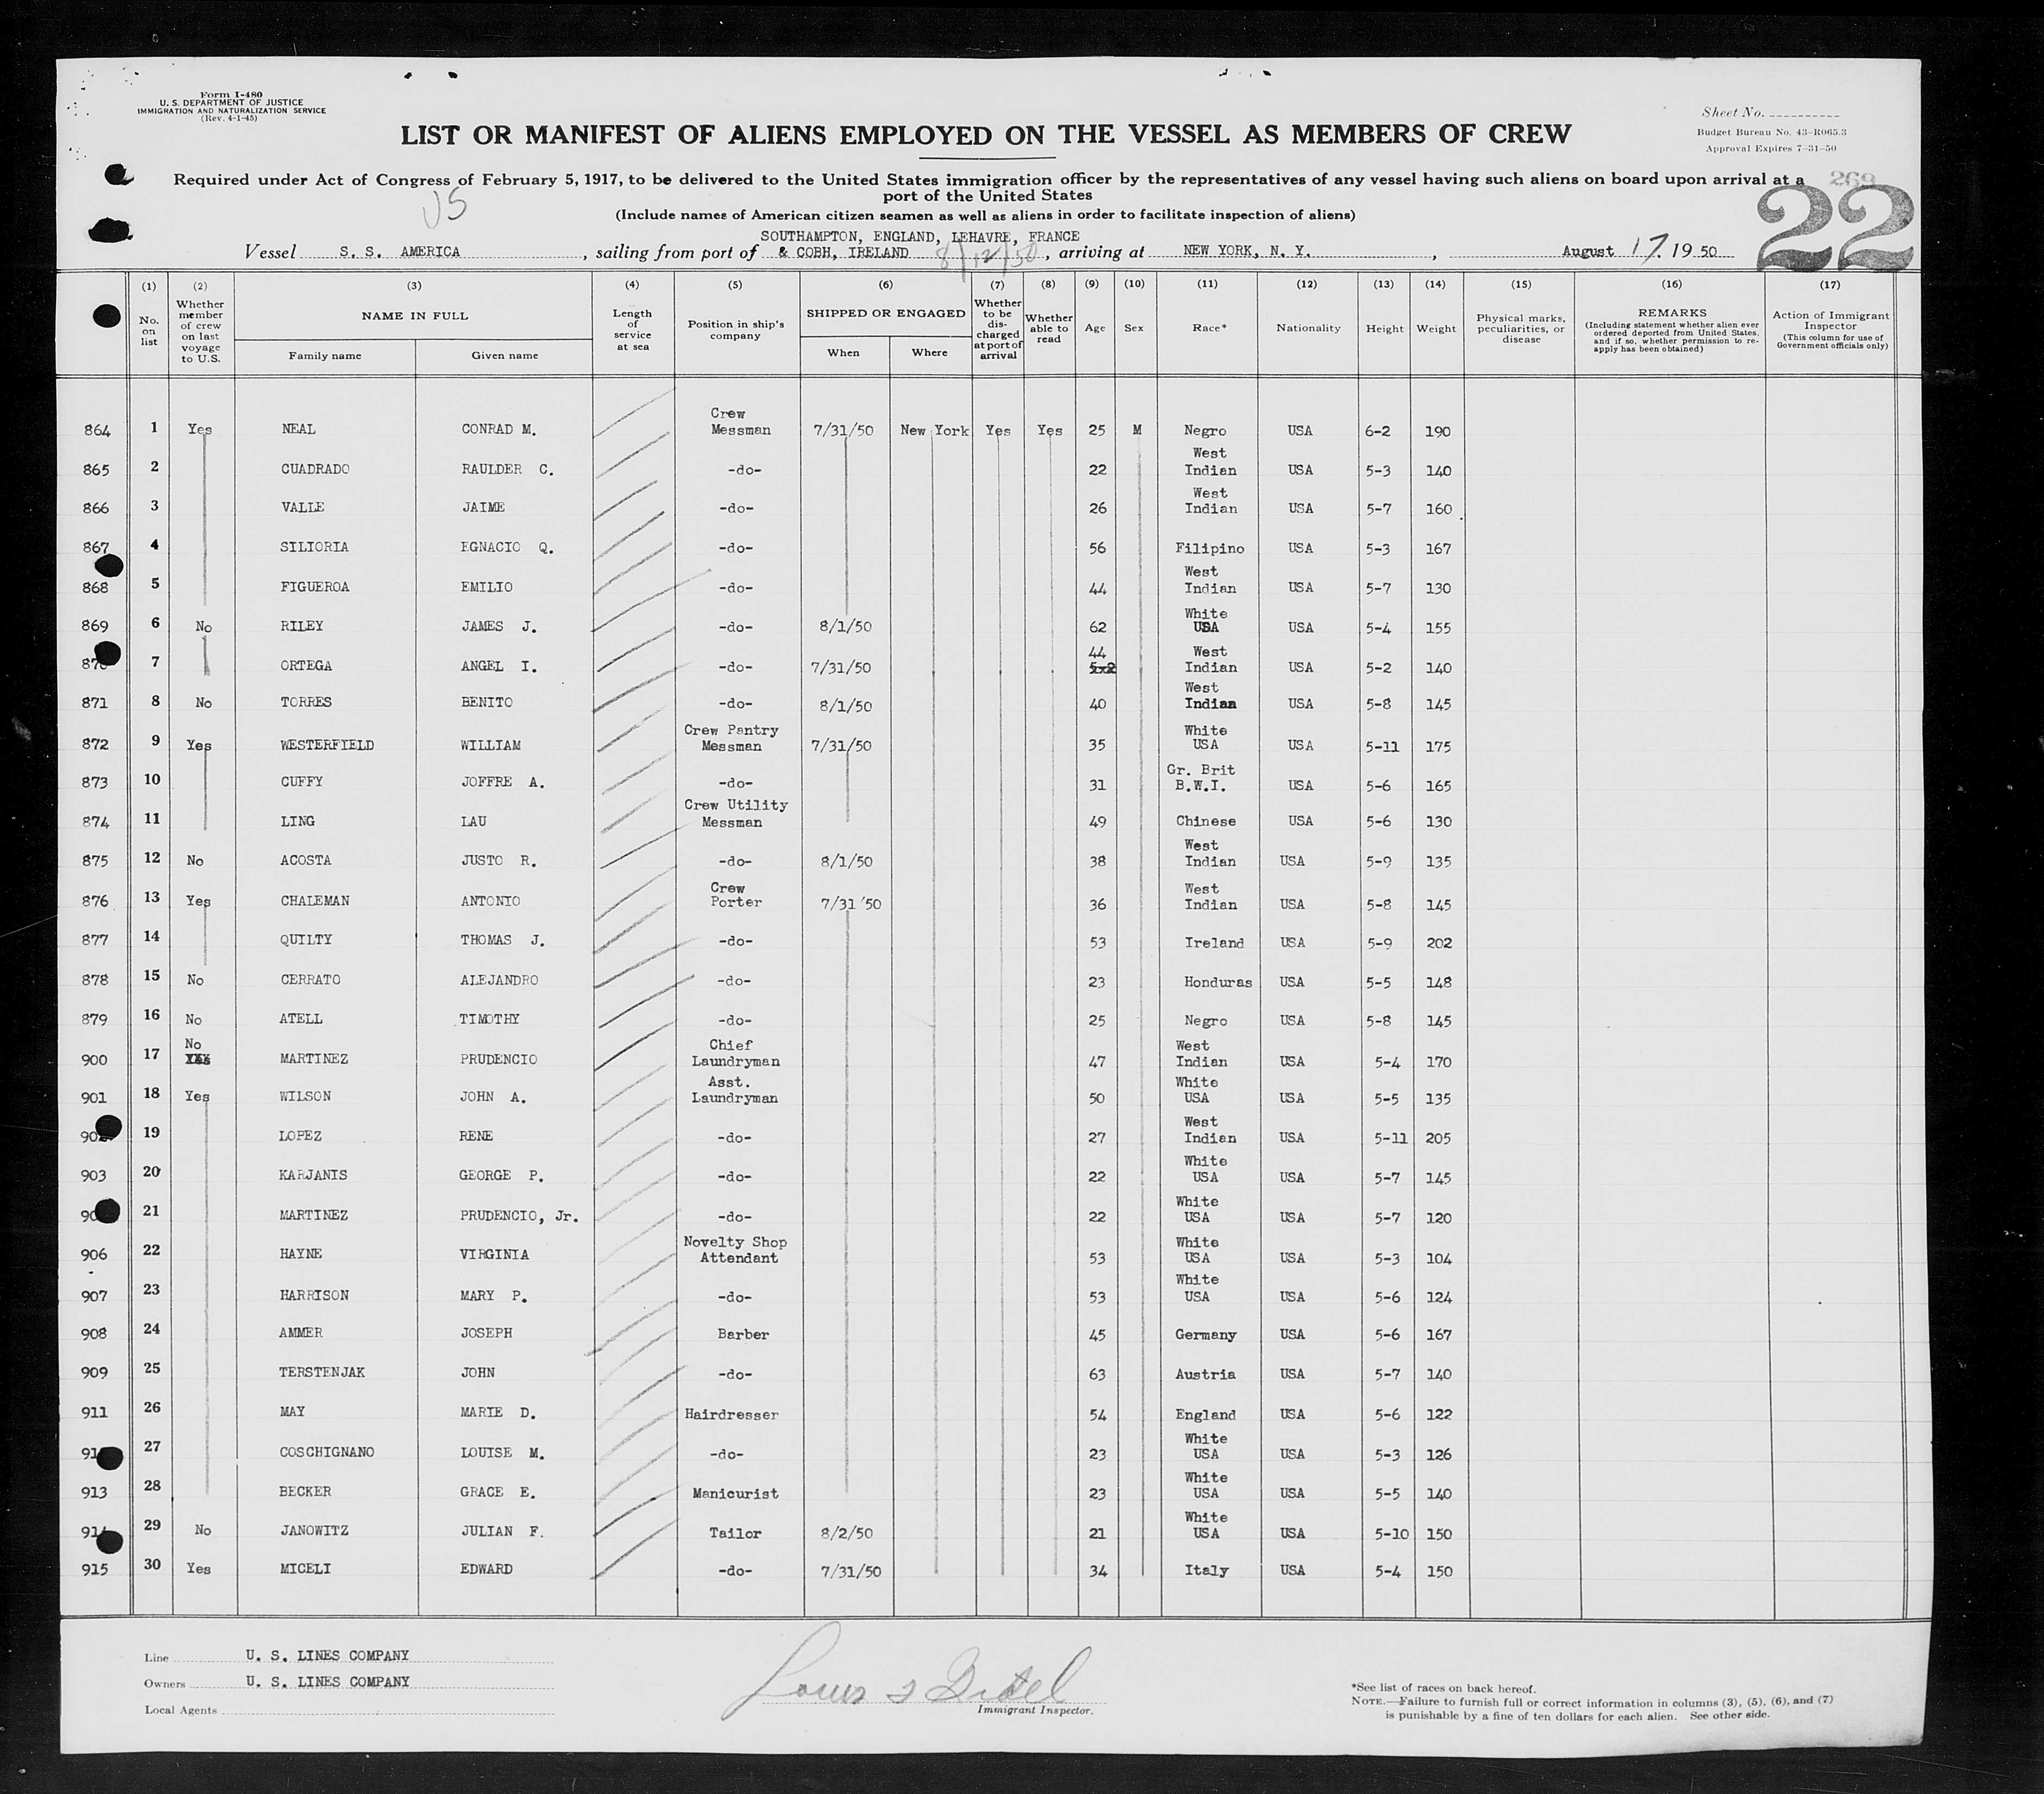 Form I-480
U. S. DEPARTMENT OF JUSTICE
IMMIGRATION AND NATURALIZATION SERVICE
(Rev. 4-1-45)
Sheet No.
Budget Bureau No. 43-R065.3
Approval Expires 7-31-50
LIST OR MANIFEST OF ALIENS EMPLOYED ON THE VESSEL AS MEMBERS OF CREW
Required under Act of Congress of February 5, 1917, to be delivered to the United States immigration officer by the representatives of any vessel having such aliens on board upon arrival at a
port of the United States
(Include names of American citizen seamen as well as aliens in order to facilitate inspection of aliens)
22
SOUTHAMPTON, ENGLAND, LEHAVRE, FRANCE
Vessel S. S. AMERICA, sailing from port of & COBH, IRELAND 8/12/50, arriving at NEW YORK, N. Y., August 17. 1950
(1) No. on list (2) Whether member of crew on last voyage to U.S. (3) NAME IN FULL Family name Given name (4) Length of service at sea (5) Position in ship's company (6) SHIPPED OR ENGAGED When Where (7) Whether to be discharged at port of arrival (8) Whether able to read (9) Age (10) Sex (11) Race* (12) Nationality (13) Height (14) Weight (15) Physical marks, peculiarities, or disease (16) REMARKS (Including statement whether alien ever ordered deported from United States, and if so, whether permission to re-apply has been obtained) (17) Action of Immigrant Inspector (This column for use of Government officials only)
864 1 Yes NEAL CONRAD M. Crew Messman 7/31/50 New York Yes Yes 25 M Negro USA 6-2 190
865 2 CUADRADO RAULDER C. -do- 22 West Indian USA 5-3 140
866 3 VALLE JAIME -do- 26 West Indian USA 5-7 160
867 4 SILIORIA EGNACIO Q. -do- 56 Filipino USA 5-3 167
868 5 FIGUEROA EMILIO -do- 44 West Indian USA 5-7 130
869 6 No RILEY JAMES J. -do- 8/1/50 62 White USA USA 5-4 155
7 ORTEGA ANGEL I. -do- 7/31/50 44 West Indian USA 5-2 140
871 8 No TORRES BENITO -do- 8/1/50 40 West Indian USA 5-8 145
872 9 Yes WESTERFIELD WILLIAM Crew Pantry Messman 7/31/50 35 White USA USA 5-11 175
873 10 CUFFY JOFFRE A. -do- 31 Gr. Brit B.W.I. USA 5-6 165
874 11 LING LAU Crew Utility Messman 49 Chinese USA 5-6 130
875 12 No ACOSTA JUSTO R. -do- 8/1/50 38 West Indian USA 5-9 135
876 13 Yes CHALEMAN ANTONIO Crew Porter 7/31/50 36 West Indian USA 5-8 145
877 14 QUILTY THOMAS J. -do- 53 Ireland USA 5-9 202
878 15 No CERRATO ALEJANDRO -do- 23 Honduras USA 5-5 148
879 16 No ATELL TIMOTHY -do- 25 Negro USA 5-8 145
900 17 No MARTINEZ PRUDENCIO Chief Laundryman 47 West Indian USA 5-4 170
901 18 Yes WILSON JOHN A. Asst. Laundryman 50 White USA USA 5-5 135
19 LOPEZ RENE -do- 27 West Indian USA 5-11 205
903 20 KARJANIS GEORGE P. -do- 22 White USA USA 5-7 145
21 MARTINEZ PRUDENCIO, Jr. -do- 22 White USA USA 5-7 120
906 22 HAYNE VIRGINIA Novelty Shop Attendant 53 White USA USA 5-3 104
907 23 HARRISON MARY P. -do- 53 White USA USA 5-6 124
908 24 AMMER JOSEPH Barber 45 Germany USA 5-6 167
909 25 TERSTENJAK JOHN -do- 63 Austria USA 5-7 140
911 26 MAY MARIE D. Hairdresser 54 England USA 5-6 122
27 COSCHIGNANO LOUISE M. -do- 23 White USA USA 5-3 126
913 28 BECKER GRACE E. Manicurist 23 White USA USA 5-5 140
914 29 No JANOWITZ JULIAN F. Tailor 8/2/50 21 White USA USA 5-10 150
915 30 Yes MICELI EDWARD -do- 7/31/50 34 Italy USA 5-4 150
Line U. S. LINES COMPANY
Owners U. S. LINES COMPANY
Local Agents
Immigrant Inspector.
*See list of races on back hereof.
NOTE.—Failure to furnish full or correct information in columns (3), (5), (6), and (7)
is punishable by a fine of ten dollars for each alien. See other side.